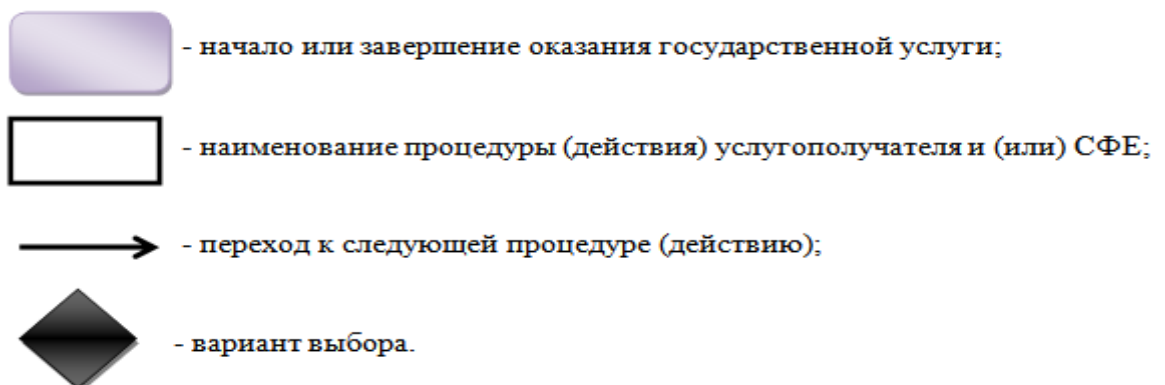 - начало или завершение оказания государственной услуги;
- наименование процедуры (действия) услугополучателя и (или) СФЕ;
- переход к следующей процедуре (действию);
- вариант выбора.